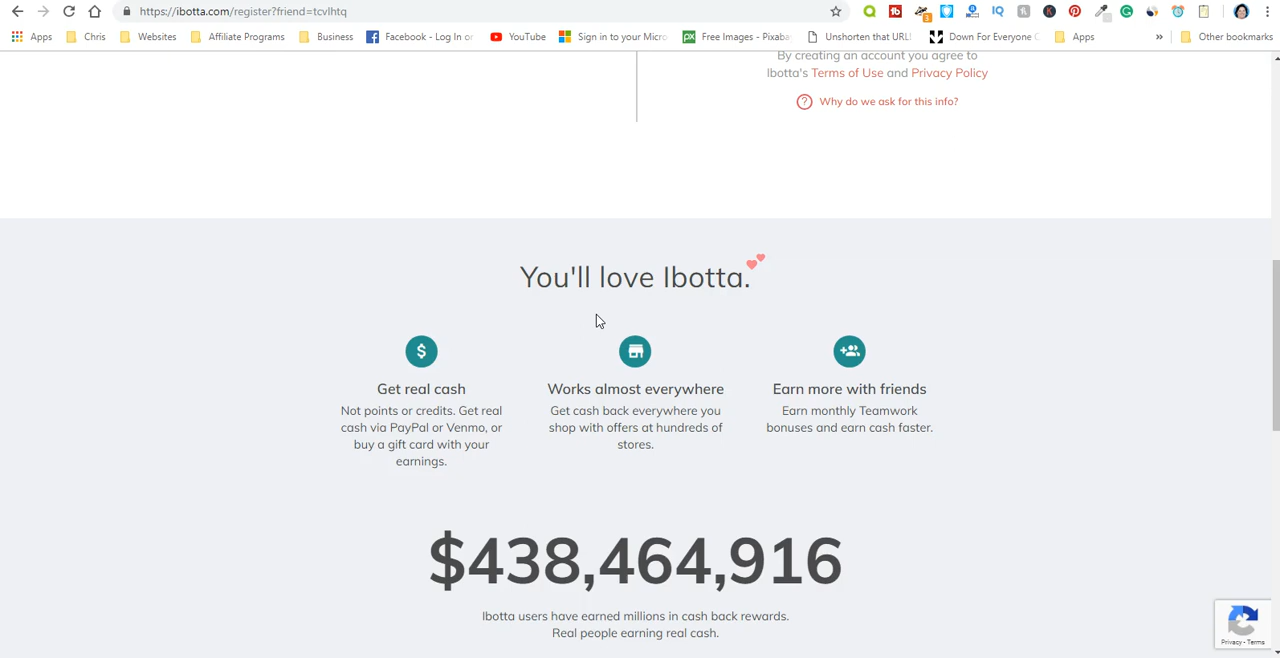 https://ibotta.com/register?friend=tcvlhtq
Apps Chris Websites Affiliate Programs Business Facebook - Log In or YouTube Sign in to your Micro Free Images - Pixaba Unshorten that URL! Down For Everyone Apps » Other bookmarks
By creating an account you agree to
Ibotta's Terms of Use and Privacy Policy
? Why do we ask for this info?
You'll love Ibotta.
Get real cash
Not points or credits. Get real
cash via PayPal or Venmo, or
buy a gift card with your
earnings.
Works almost everywhere
Get cash back everywhere you
shop with offers at hundreds of
stores.
Earn more with friends
Earn monthly Teamwork
bonuses and earn cash faster.
$438,464,916
Ibotta users have earned millions in cash back rewards.
Real people earning real cash.
Privacy - Terms